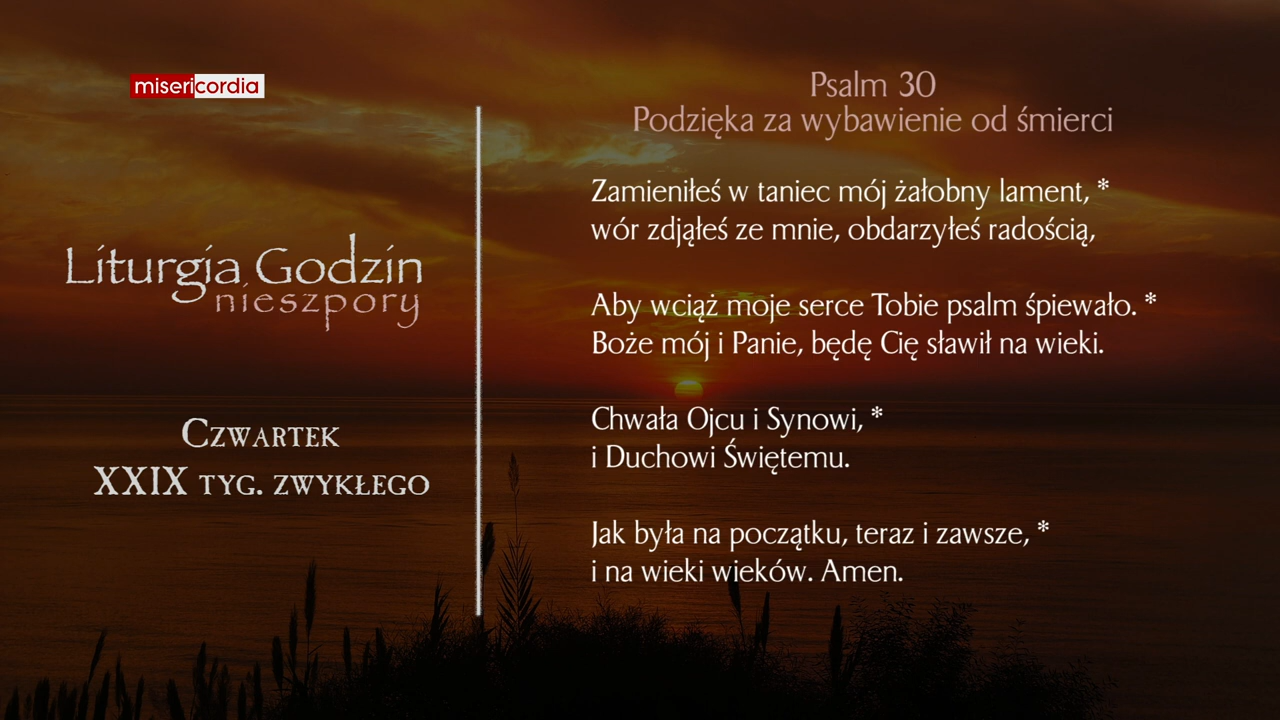 misericordia
Liturgia Godzin
nieszpory
Czwartek
XXIX tyg. zwykłego
Psalm 30
Podzięka za wybawienie od śmierci
Zamieniłeś w taniec mój żałobny lament, *
wór zdjąłeś ze mnie, obdarzyłeś radością,
Aby wciąż moje serce Tobie psalm śpiewało. *
Boże mój i Panie, będę Cię sławił na wieki.
Chwała Ojcu i Synowi, *
i Duchowi Świętemu.
Jak była na początku, teraz i zawsze, *
i na wieki wieków. Amen.